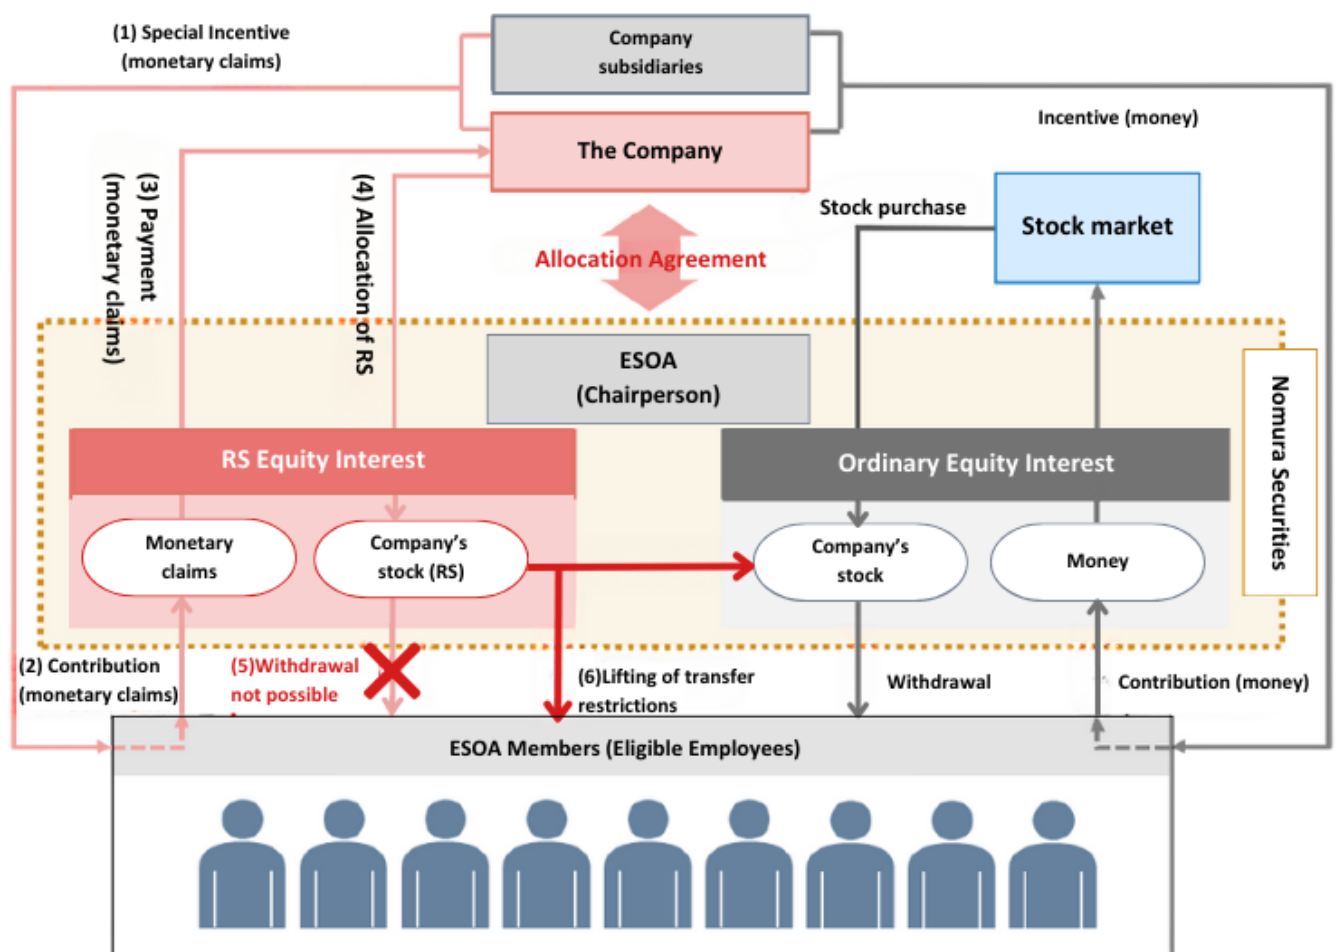 (1) Special Incentive
(monetary claims)
Company
subsidiaries
The Company
Incentive (money)
(3) Payment
(monetary claims)
(4) Allocation of RS
Allocation Agreement
Stock purchase
Stock market
ESOA
(Chairperson)
Nomura Securities
RS Equity Interest
Ordinary Equity Interest
Monetary
claims
Company's
stock (RS)
Company's
stock
Money
(2) Contribution
(monetary claims)
(5)Withdrawal
not possible
(6)Lifting of transfer
restrictions
Withdrawal
Contribution (money)
ESOA Members (Eligible Employees)